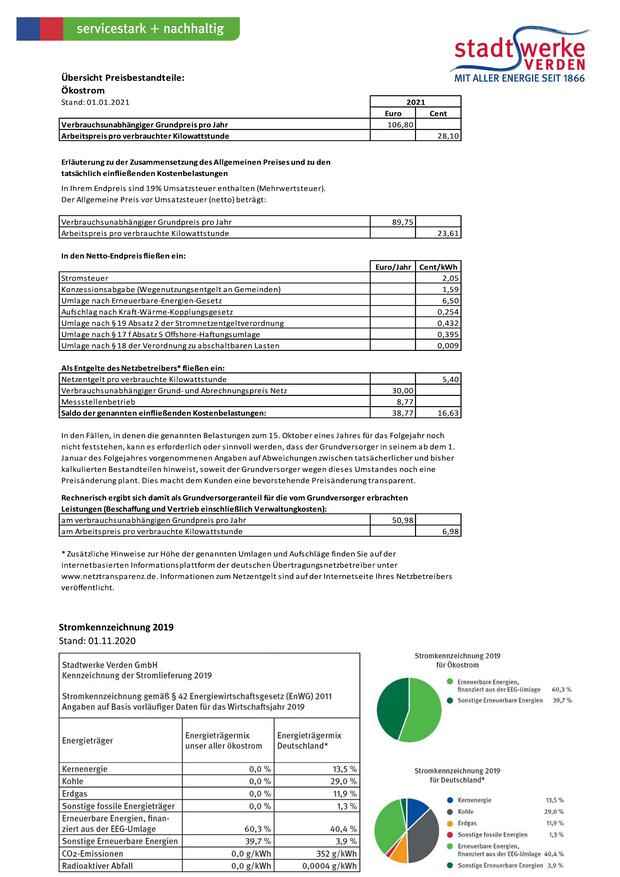 servicestark + nachhaltig
stadtwerke
VERDEN
MIT ALLER ENERGIE SEIT 1866
Übersicht Preisbestandteile:
Ökostrom
Stand: 01.01.2021
2021
Euro Cent
Verbrauchsunabhängiger Grundpreis pro Jahr 106,80
Arbeitspreis pro verbrauchter Kilowattstunde 28,10
Erläuterung zu der Zusammensetzung des Allgemeinen Preises und zu den
tatsächlich einfließenden Kostenbelastungen
In Ihrem Endpreis sind 19% Umsatzsteuer enthalten (Mehrwertsteuer).
Der Allgemeine Preis vor Umsatzsteuer (netto) beträgt:
Verbrauchsunabhängiger Grundpreis pro Jahr 89,75
Arbeitspreis pro verbrauchte Kilowattstunde 23,61
In den Netto-Endpreis fließen ein:
Euro/Jahr Cent/kWh
Stromsteuer 2,05
Konzessionsabgabe (Wegenutzungsentgelt an Gemeinden) 1,59
Umlage nach Erneuerbare-Energien-Gesetz 6,50
Aufschlag nach Kraft-Wärme-Kopplungsgesetz 0,254
Umlage nach § 19 Absatz 2 der Stromnetzentgeltverordnung 0,432
Umlage nach § 17 f Absatz 5 Offshore-Haftungsumlage 0,395
Umlage nach § 18 der Verordnung zu abschaltbaren Lasten 0,009
Als Entgelte des Netzbetreibers* fließen ein:
Netzentgelt pro verbrauchte Kilowattstunde 5,40
Verbrauchsunabhängiger Grund- und Abrechnungspreis Netz 30,00
Messstellenbetrieb 8,77
Saldo der genannten einfließenden Kostenbelastungen: 38,77 16,63
In den Fällen, in denen die genannten Belastungen zum 15. Oktober eines Jahres für das Folgejahr noch
nicht feststehen, kann es erforderlich oder sinnvoll werden, dass der Grundversorger in seinem ab dem 1.
Januar des Folgejahres vorgenommenen Angaben auf Abweichungen zwischen tatsächerlicher und bisher
kalkulierten Bestandteilen hinweist, soweit der Grundversorger wegen dieses Umstandes noch eine
Preisänderung plant. Dies macht dem Kunden eine bevorstehende Preisänderung transparent.
Rechnerisch ergibt sich damit als Grundversorgeranteil für die vom Grundversorger erbrachten
Leistungen (Beschaffung und Vertrieb einschließlich Verwaltungkosten):
am verbrauchsunabhängigen Grundpreis pro Jahr 50,98
am Arbeitspreis pro verbrauchte Kilowattstunde 6,98
* Zusätzliche Hinweise zur Höhe der genannten Umlagen und Aufschläge finden Sie auf der
internetbasierten Informationsplattform der deutschen Übertragungsnetzbetreiber unter
www.netztransparenz.de. Informationen zum Netzentgelt sind auf der Internetseite Ihres Netzbetreibers
veröffentlicht.
Stromkennzeichnung 2019
Stand: 01.11.2020
Stadtwerke Verden GmbH
Kennzeichnung der Stromlieferung 2019
Stromkennzeichnung gemäß § 42 Energiewirtschaftsgesetz (EnWG) 2011
Angaben auf Basis vorläufiger Daten für das Wirtschaftsjahr 2019
Energieträger Energieträgermix unser aller ökostrom Energieträgermix Deutschland*
Kernenergie 0,0 % 13,5 %
Kohle 0,0 % 29,0 %
Erdgas 0,0 % 11,9 %
Sonstige fossile Energieträger 0,0 % 1,3 %
Erneuerbare Energien, finan-
ziert aus der EEG-Umlage 60,3 % 40,4 %
Sonstige Erneuerbare Energien 39,7 % 3,9 %
CO2-Emissionen 0,0 g/kWh 352 g/kWh
Radioaktiver Abfall 0,0 g/kWh 0,0004 g/kWh
Stromkennzeichnung 2019
für Ökostrom
Erneuerbare Energien,
finanziert aus der EEG-Umlage 60,3 %
Sonstige Erneuerbare Energien 39,7 %
Stromkennzeichnung 2019
für Deutschland*
Kernenergie 13,5 %
Kohle 29,0 %
Erdgas 11,9 %
Sonstige fossile Energien 1,3 %
Erneuerbare Energien,
finanziert aus der EEG-Umlage 40,4 %
Sonstige Erneuerbare Energien 3,9 %